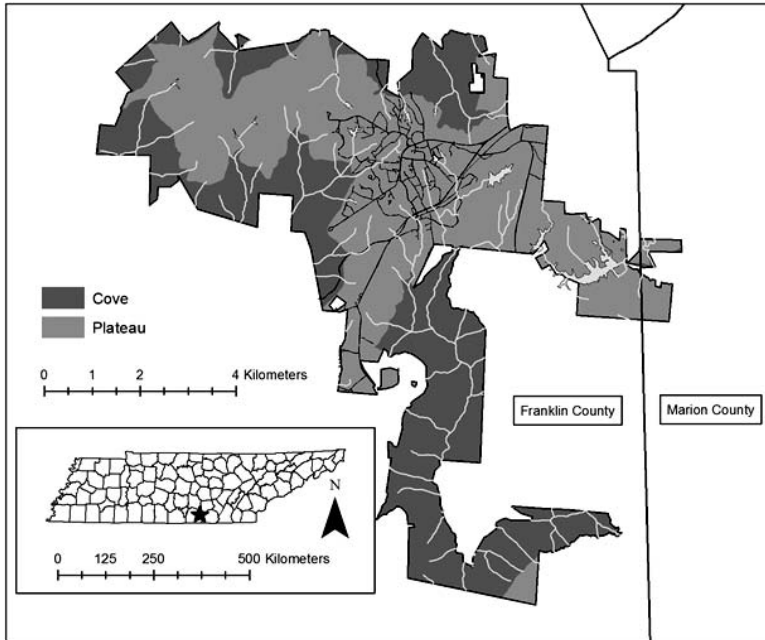 Cove
Plateau
0 1 2 4 Kilometers
Franklin County
Marion County
N
0 125 250 500 Kilometers